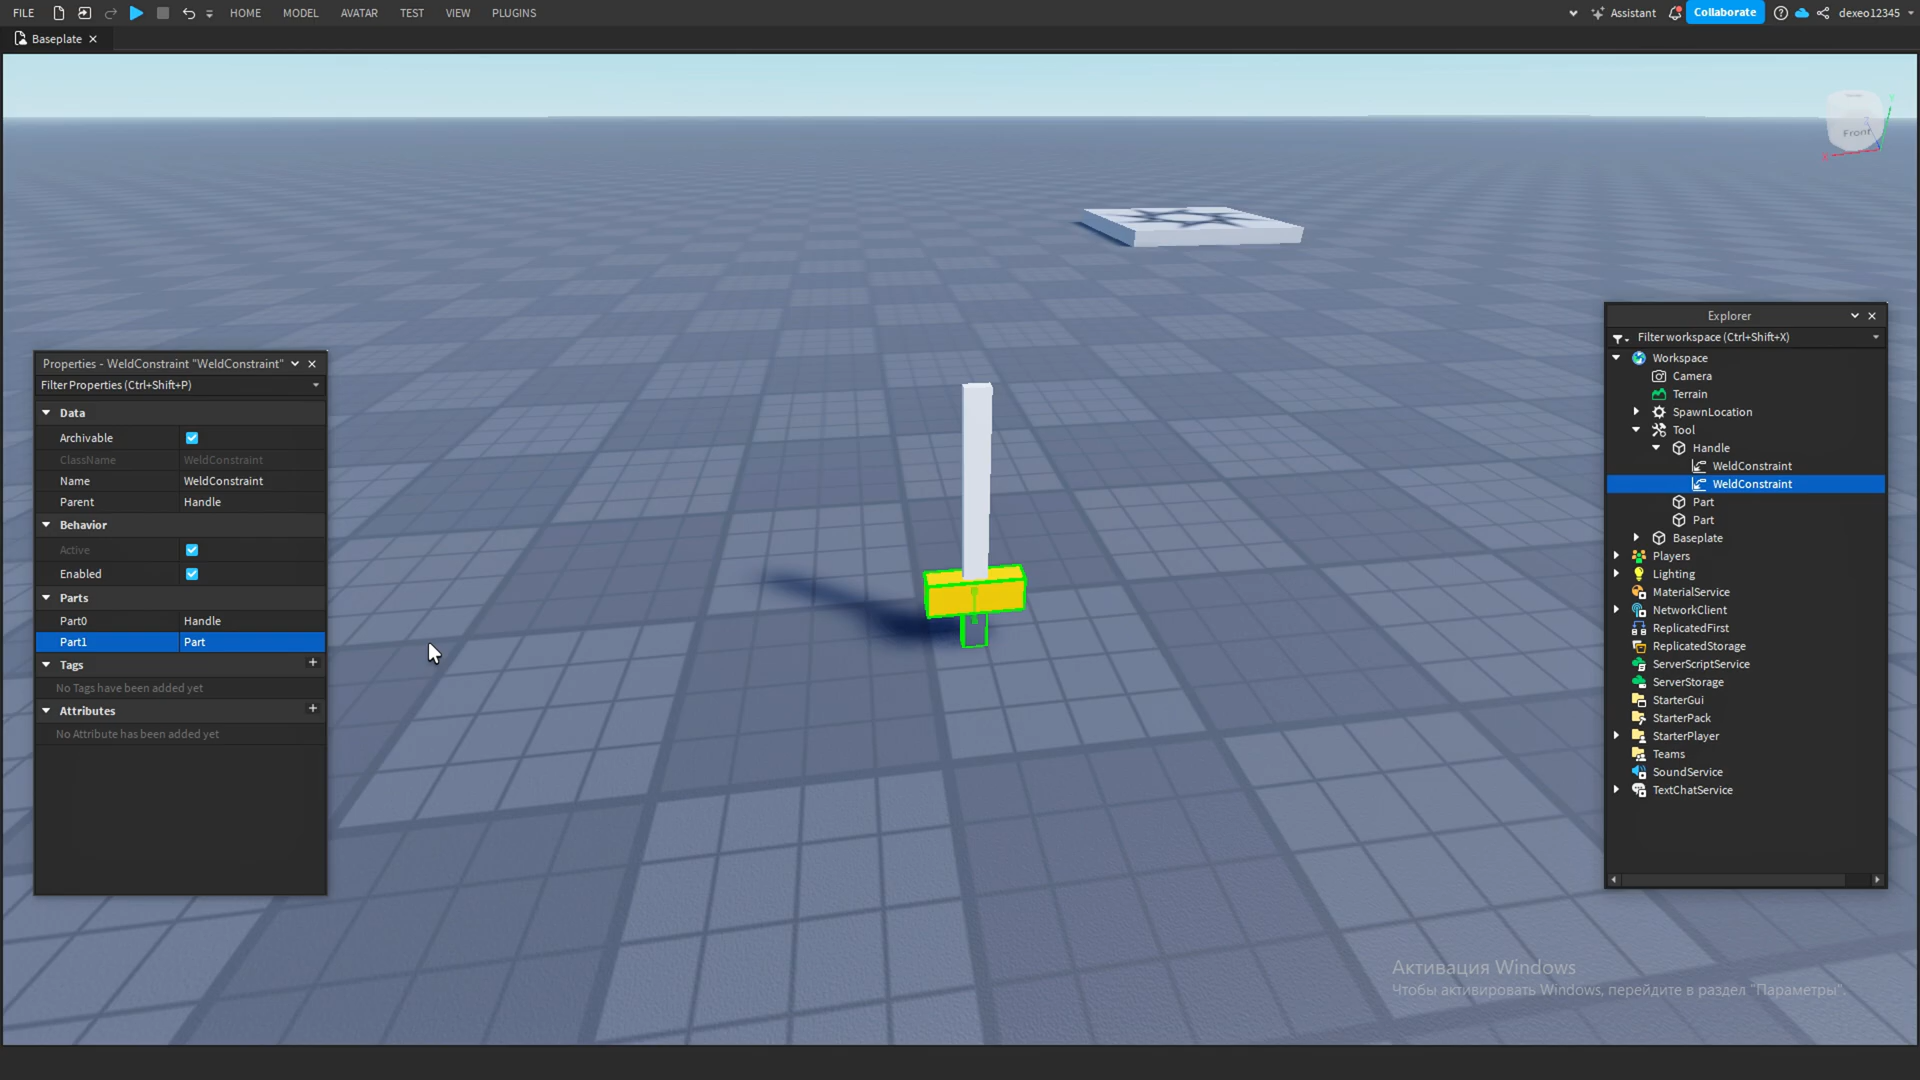 FILE HOME MODEL AVATAR TEST VIEW PLUGINS Assistant Collaborate dexeo12345
Baseplate
Front
Properties - WeldConstraint "WeldConstraint"
Filter Properties (Ctrl+Shift+P)
Data
Archivable
ClassName WeldConstraint
Name WeldConstraint
Parent Handle
Behavior
Active
Enabled
Parts
Part0 Handle
Part1 Part
Tags
No Tags have been added yet
Attributes
No Attribute has been added yet
Explorer
Filter workspace (Ctrl+Shift+X)
Workspace
Camera
Terrain
SpawnLocation
Tool
Handle
WeldConstraint
WeldConstraint
Part
Part
Baseplate
Players
Lighting
MaterialService
NetworkClient
ReplicatedFirst
ReplicatedStorage
ServerScriptService
ServerStorage
StarterGui
StarterPack
StarterPlayer
Teams
SoundService
TextChatService
Активация Windows
Чтобы активировать Windows, перейдите в раздел "Параметры".